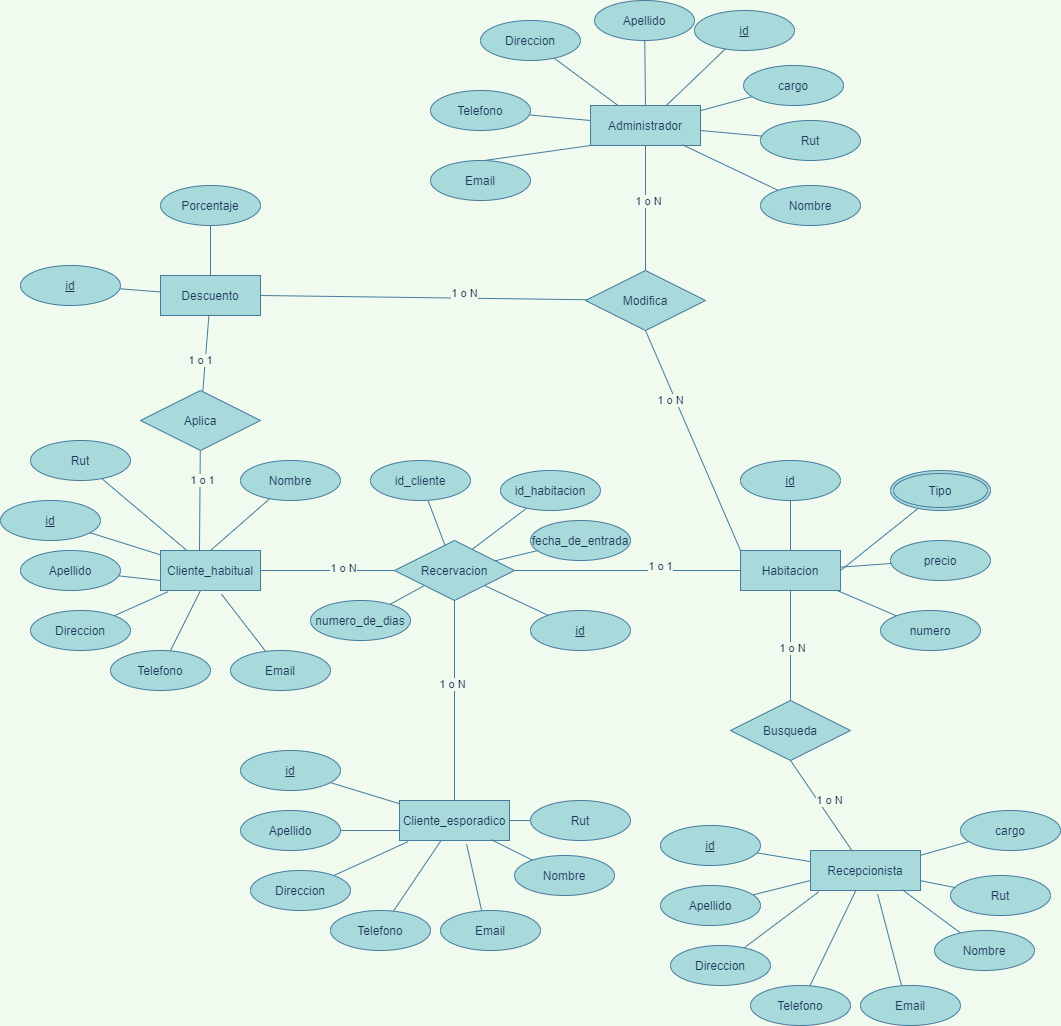 Apellido
id
Direccion
cargo
Telefono
Administrador
Rut
Email
Nombre
1 o N
Porcentaje
id
Descuento
1 o N
Modifica
1 o 1
1 o N
Aplica
Rut
1 o 1
Nombre
id_cliente
id_habitacion
id
Tipo
id
fecha_de_entrada
Apellido
Cliente_habitual
1 o N
Recervacion
1 o 1
Habitacion
precio
Direccion
numero_de_dias
id
numero
Telefono
Email
1 o N
1 o N
Busqueda
id
1 o N
Apellido
Cliente_esporadico
Rut
cargo
id
Recepcionista
Direccion
Nombre
Rut
Apellido
Telefono
Email
Nombre
Direccion
Telefono
Email